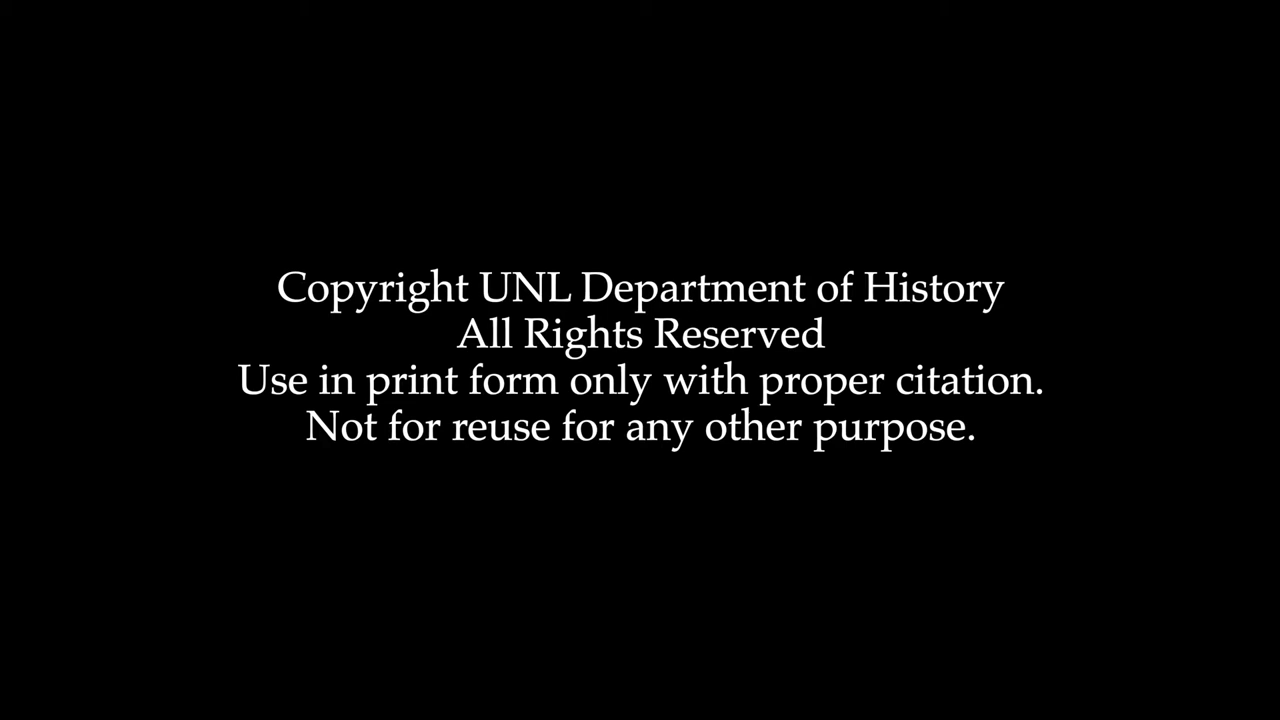 Copyright UNL Department of History
All Rights Reserved
Use in print form only with proper citation.
Not for reuse for any other purpose.